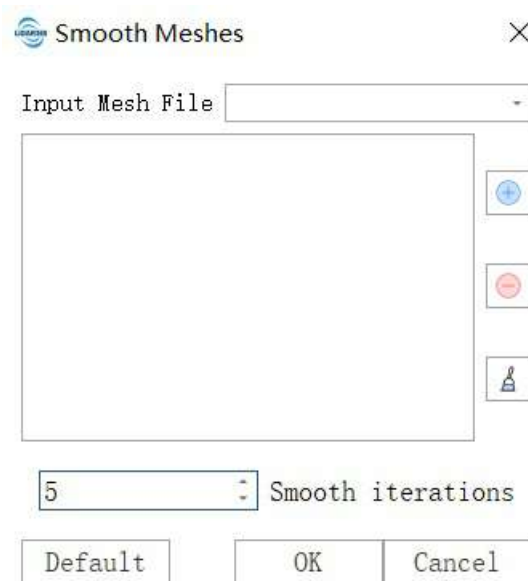 Smooth Meshes
Input Mesh File
5 Smooth iterations
Default OK Cancel